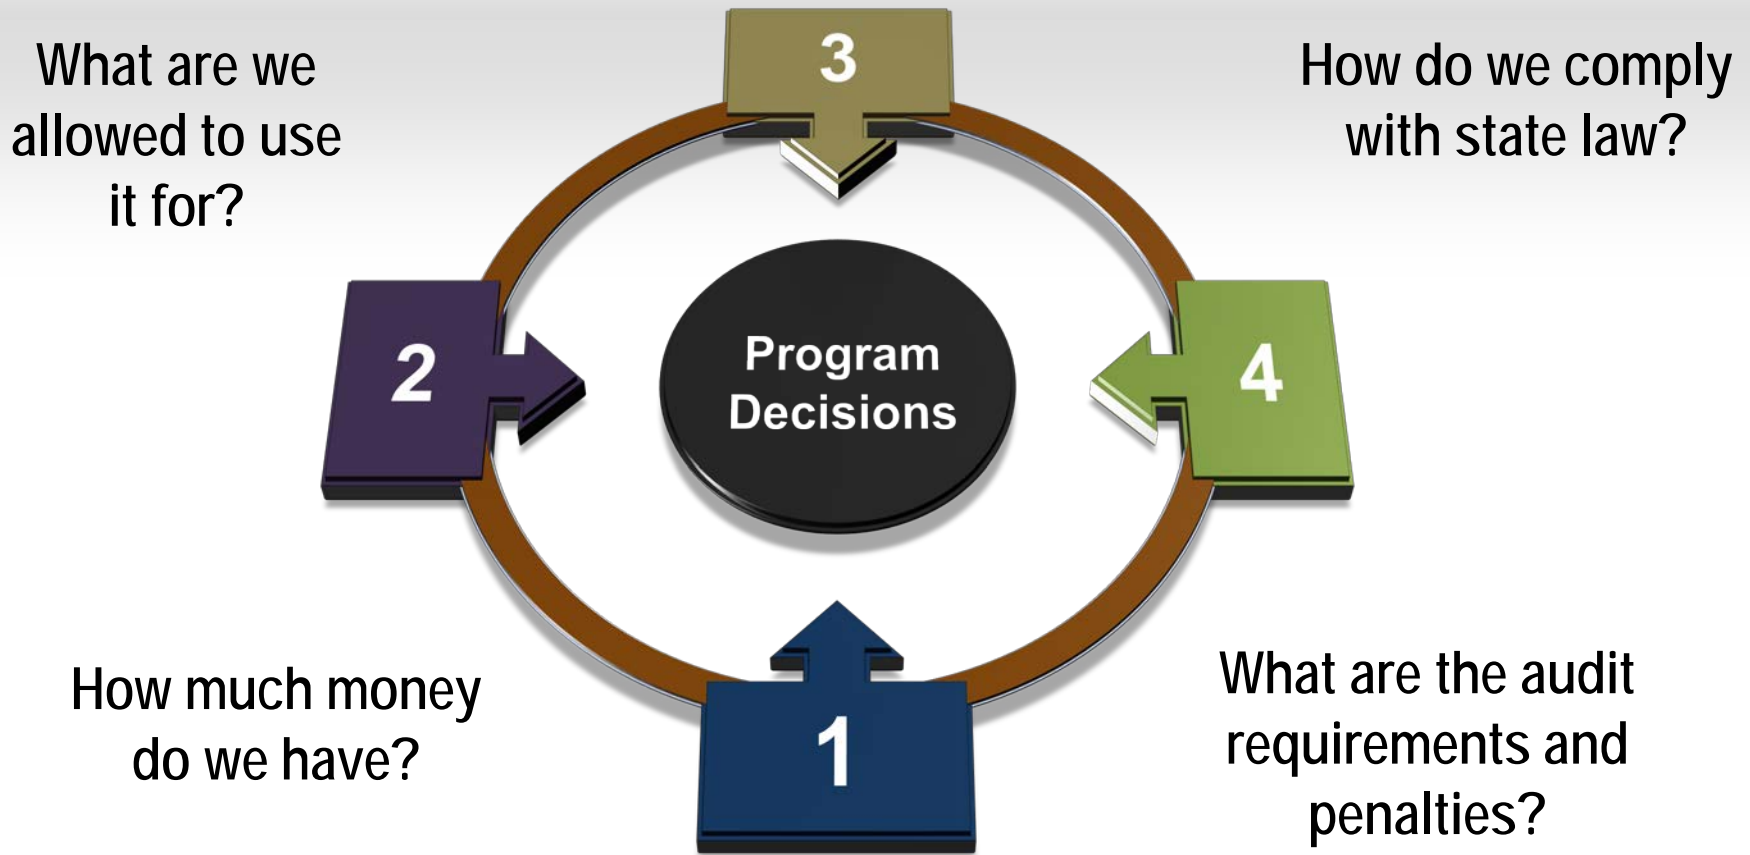 3
What are we
allowed to use
it for?
How do we comply
with state law?
2
Program
Decisions
4
How much money
do we have?
1
What are the audit
requirements and
penalties?